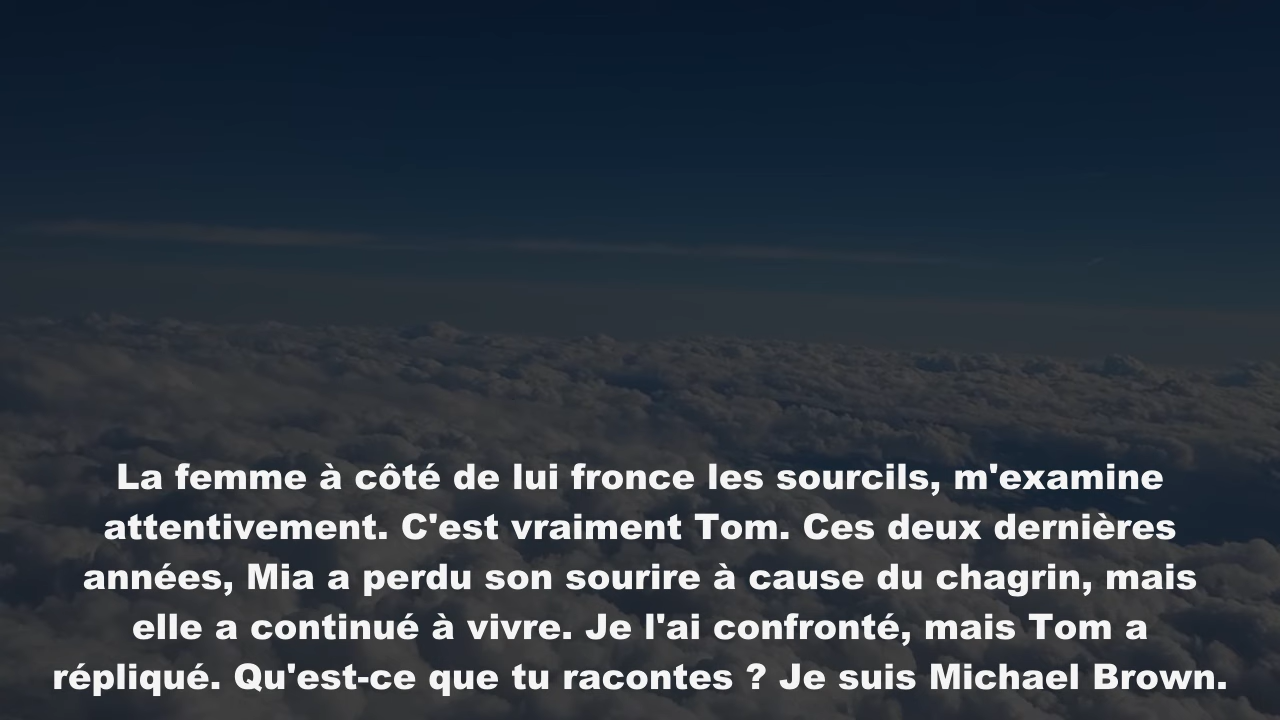 La femme à côté de lui fronce les sourcils, m'examine
attentivement. C'est vraiment Tom. Ces deux dernières
années, Mia a perdu son sourire à cause du chagrin, mais
elle a continué à vivre. Je l'ai confronté, mais Tom a
répliqué. Qu'est-ce que tu racontes ? Je suis Michael Brown.